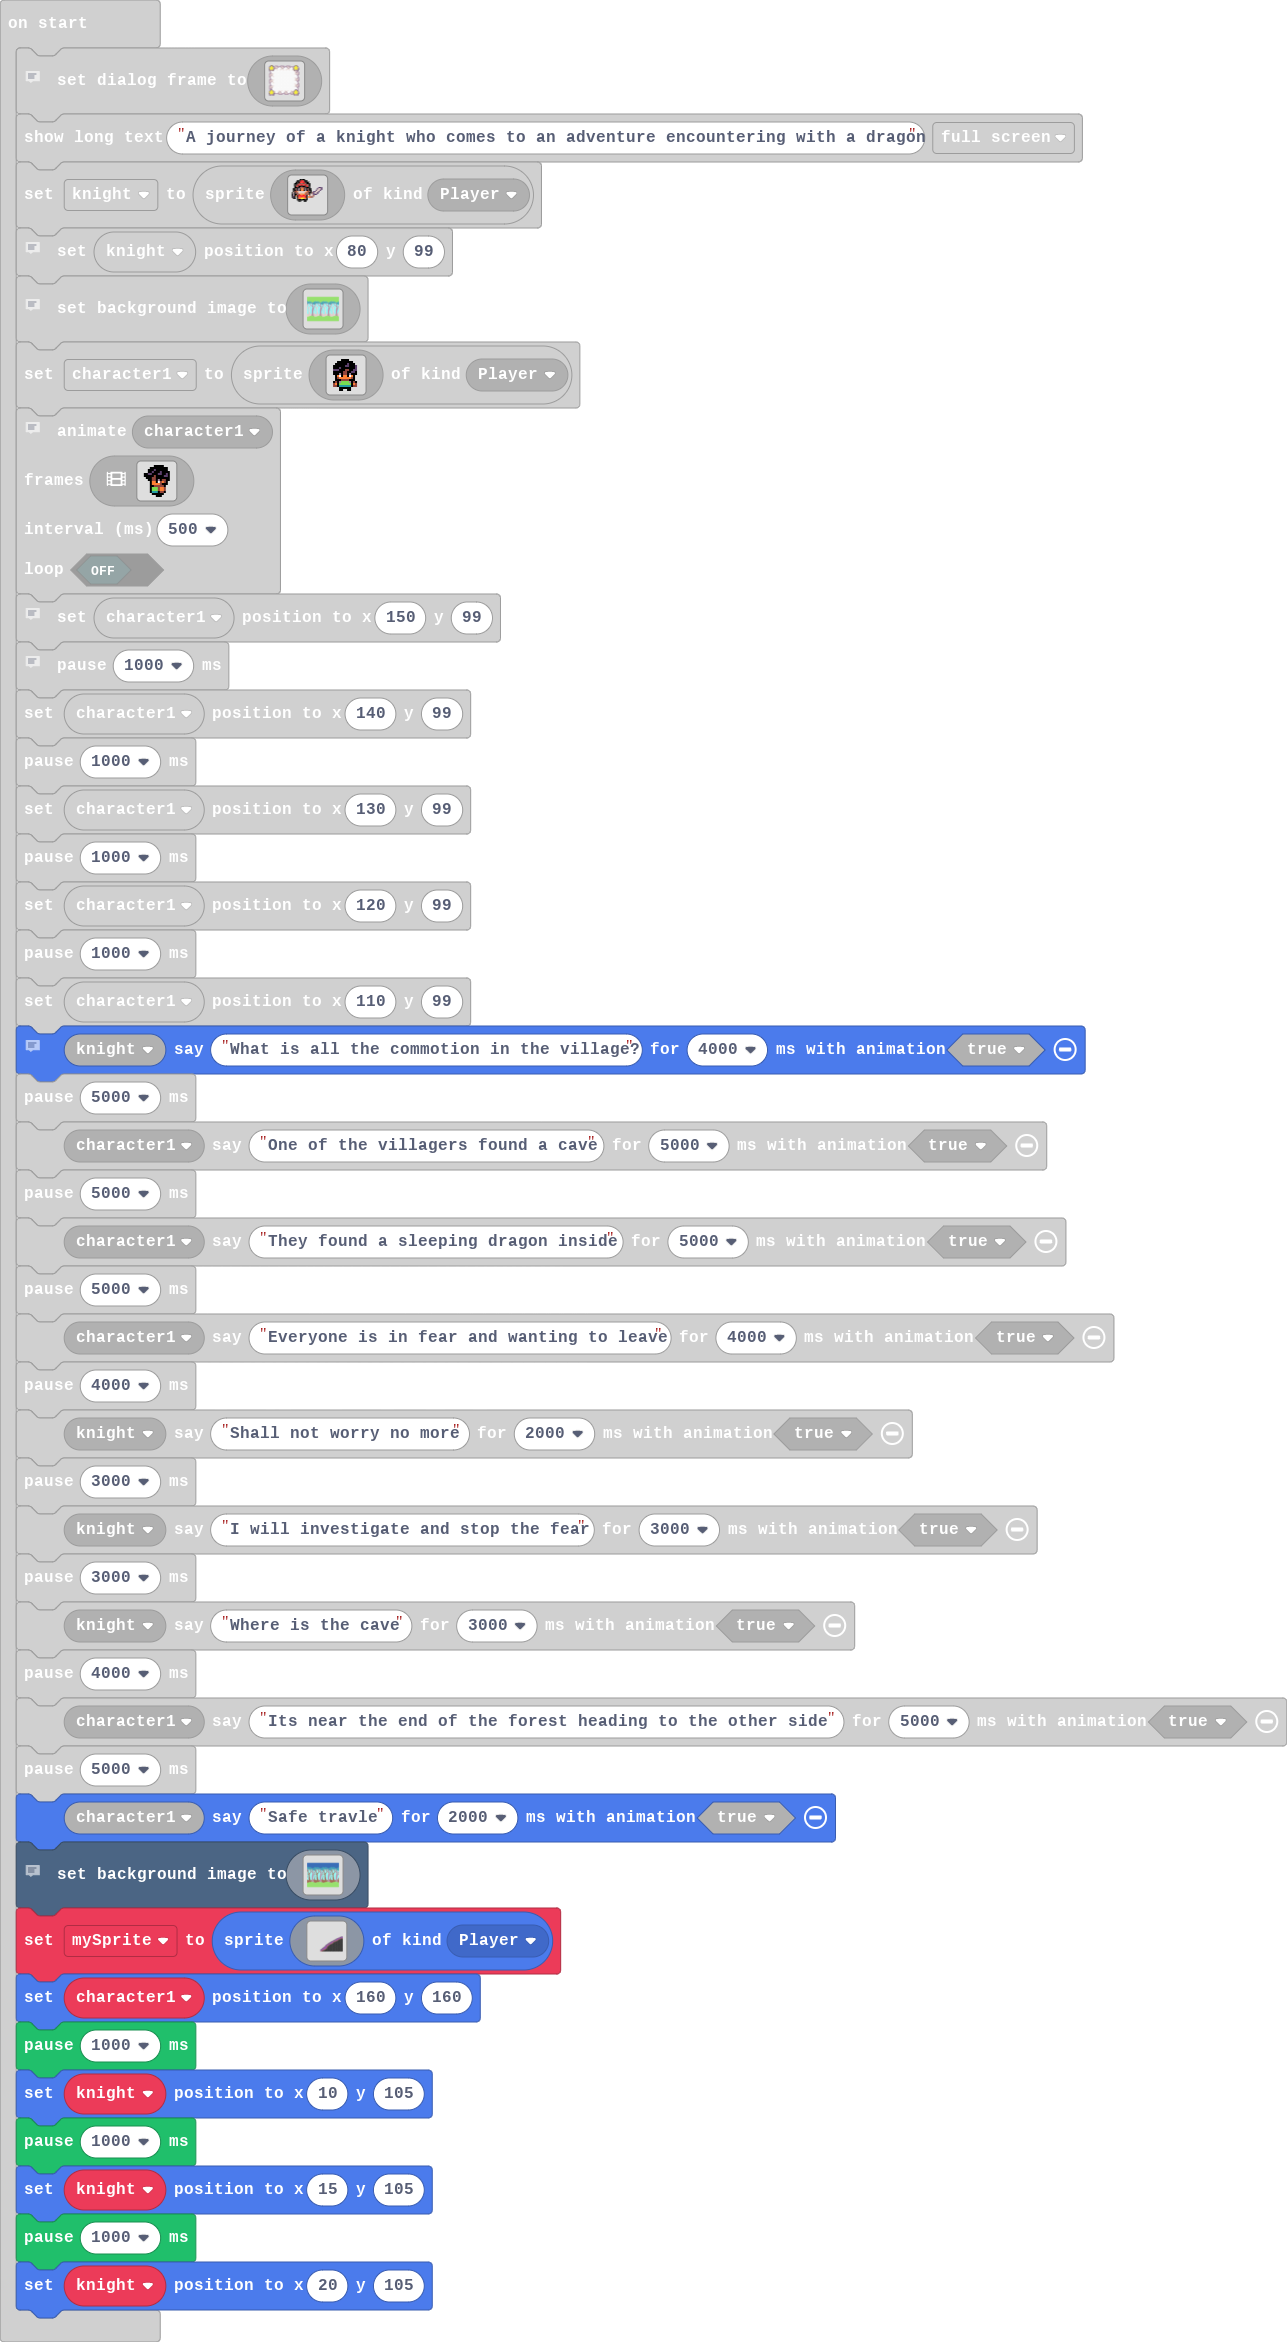 on start
set dialog frame to
show long text "A journey of a knight who comes to an adventure encountering with a dragon" full screen
set knight to sprite of kind Player
set knight position to x 80 y 99
set background image to
set character1 to sprite of kind Player
animate character1
frames
interval (ms) 500
loop OFF
set character1 position to x 150 y 99
pause 1000 ms
set character1 position to x 140 y 99
pause 1000 ms
set character1 position to x 130 y 99
pause 1000 ms
set character1 position to x 120 y 99
pause 1000 ms
set character1 position to x 110 y 99
knight say "What is all the commotion in the village?" for 4000 ms with animation true
pause 5000 ms
character1 say "One of the villagers found a cave" for 5000 ms with animation true
pause 5000 ms
character1 say "They found a sleeping dragon inside" for 5000 ms with animation true
pause 5000 ms
character1 say "Everyone is in fear and wanting to leave" for 4000 ms with animation true
pause 4000 ms
knight say "Shall not worry no more" for 2000 ms with animation true
pause 3000 ms
knight say "I will investigate and stop the fear" for 3000 ms with animation true
pause 3000 ms
knight say "Where is the cave" for 3000 ms with animation true
pause 4000 ms
character1 say "Its near the end of the forest heading to the other side" for 5000 ms with animation true
pause 5000 ms
character1 say "Safe travle" for 2000 ms with animation true
set background image to
set mySprite to sprite of kind Player
set character1 position to x 160 y 160
pause 1000 ms
set knight position to x 10 y 105
pause 1000 ms
set knight position to x 15 y 105
pause 1000 ms
set knight position to x 20 y 105